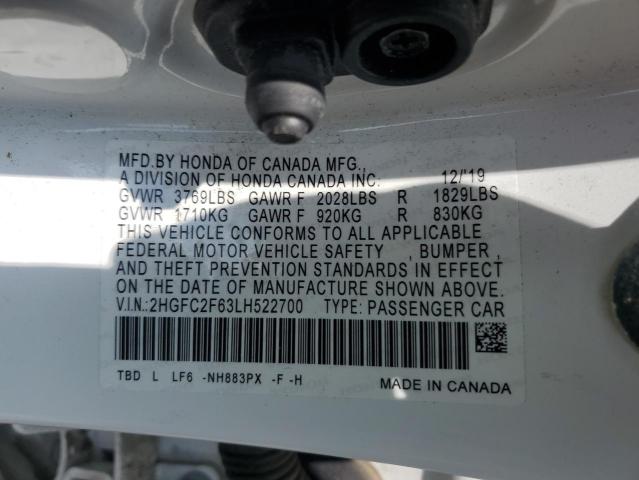 MFD.BY HONDA OF CANADA MFG.,
A DIVISION OF HONDA CANADA INC. 12/'19
GVWR 3769LBS GAWR F 2028LBS R 1829LBS
GVWR 1710KG GAWR F 920KG R 830KG
THIS VEHICLE CONFORMS TO ALL APPLICABLE
FEDERAL MOTOR VEHICLE SAFETY , BUMPER ,
AND THEFT PREVENTION STANDARDS IN EFFECT
ON THE DATE OF MANUFACTURE SHOWN ABOVE.
V.I.N.:2HGFC2F63LH522700 TYPE: PASSENGER CAR
TBD L LF6 -NH883PX -F -H MADE IN CANADA